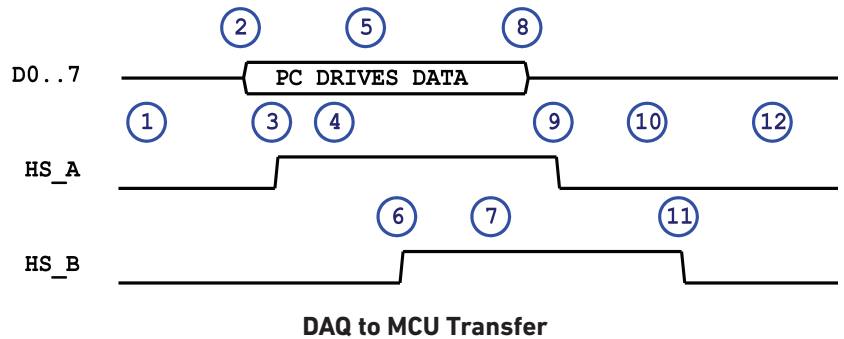 2 5 8
D0..7 PC DRIVES DATA
1 3 4 9 10 12
HS_A
6 7 11
HS_B
DAQ to MCU Transfer